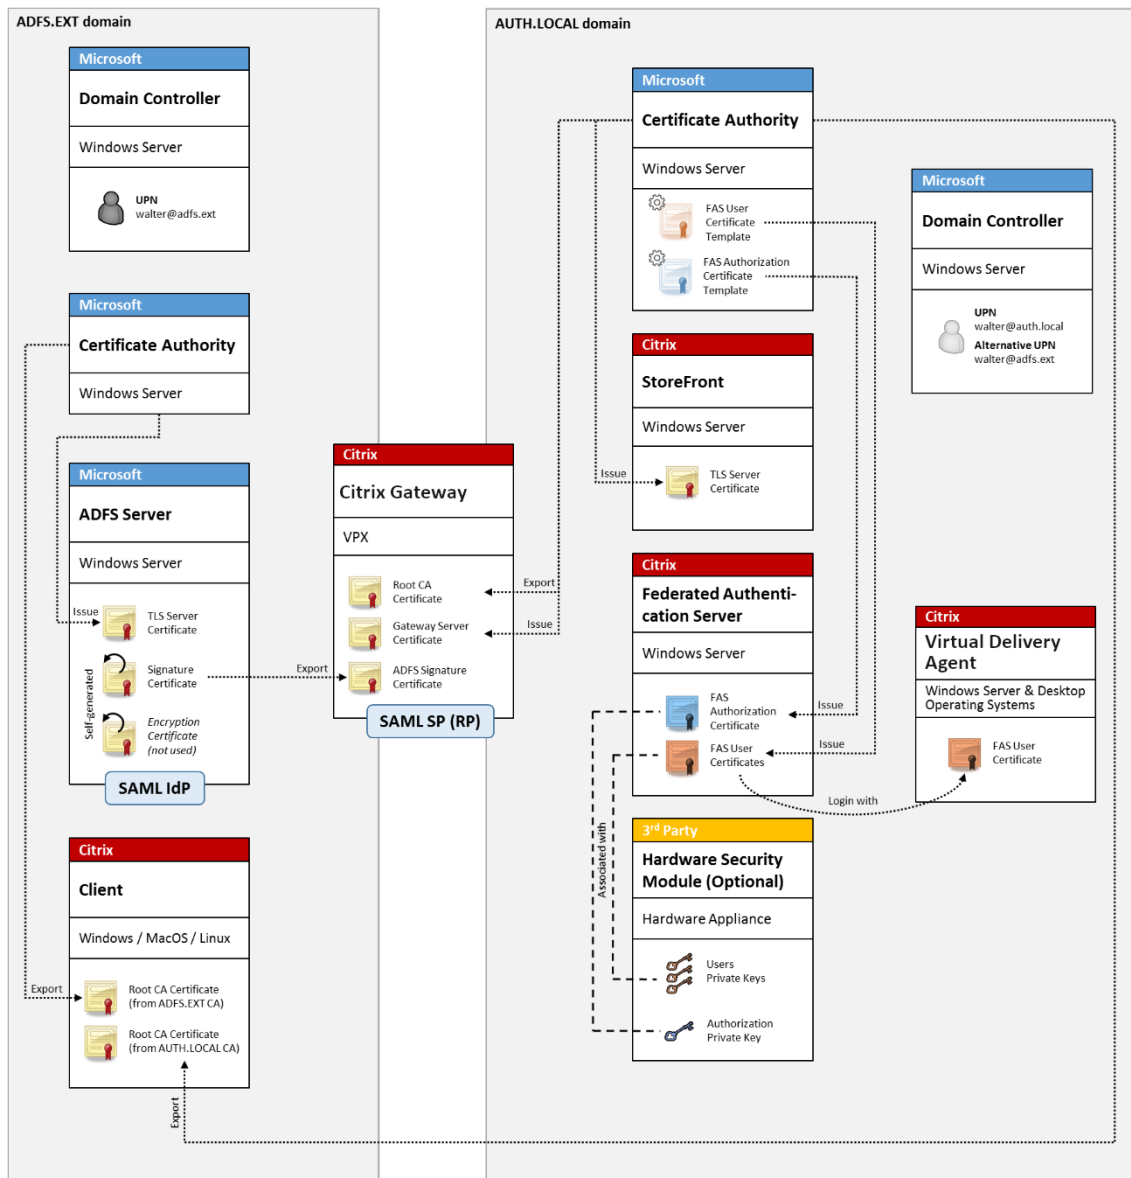 ADFS.EXT domain
Microsoft
Domain Controller
Windows Server
UPN
walter@adfs.ext
Microsoft
Certificate Authority
Windows Server
Microsoft
ADFS Server
Windows Server
Issue
TLS Server
Certificate
Self-generated
Signature
Certificate
Encryption
Certificate
(not used)
SAML IdP
Citrix
Client
Windows / MacOS / Linux
Export
Root CA Certificate
(from ADFS.EXT CA)
Root CA Certificate
(from AUTH.LOCAL CA)
Export
Citrix
Citrix Gateway
VPX
Root CA
Certificate
Export
Gateway Server
Certificate
Issue
Export
ADFS Signature
Certificate
SAML SP (RP)
AUTH.LOCAL domain
Microsoft
Certificate Authority
Windows Server
FAS User
Certificate
Template
FAS Authorization
Certificate
Template
Citrix
StoreFront
Windows Server
Issue
TLS Server
Certificate
Citrix
Federated Authenti-
cation Server
Windows Server
FAS
Authorization
Certificate
Issue
FAS User
Certificates
Issue
Login with
Associated with
3rd Party
Hardware Security
Module (Optional)
Hardware Appliance
Users
Private Keys
Authorization
Private Key
Microsoft
Domain Controller
Windows Server
UPN
walter@auth.local
Alternative UPN
walter@adfs.ext
Citrix
Virtual Delivery
Agent
Windows Server & Desktop
Operating Systems
FAS User
Certificate